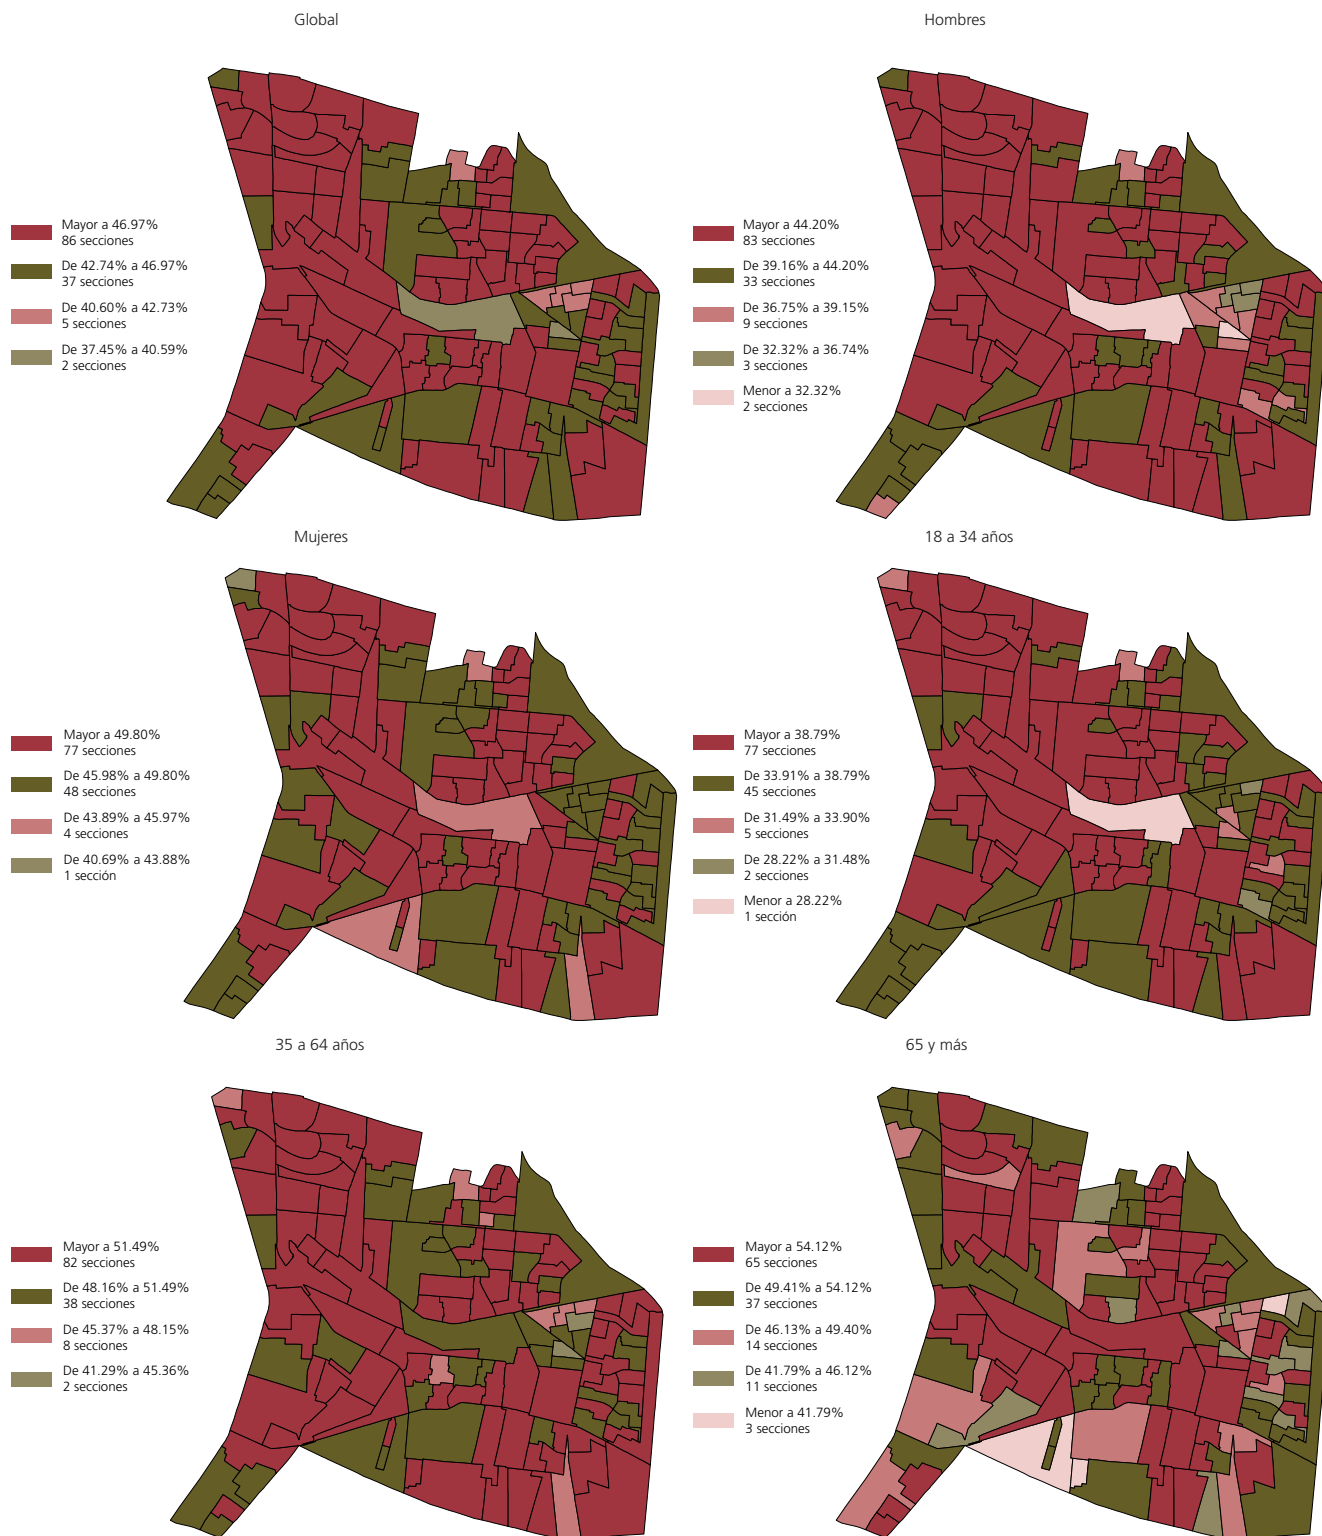 Global
Mayor a 46.97%
86 secciones
De 42.74% a 46.97%
37 secciones
De 40.60% a 42.73%
5 secciones
De 37.45% a 40.59%
2 secciones
Hombres
Mayor a 44.20%
83 secciones
De 39.16% a 44.20%
33 secciones
De 36.75% a 39.15%
9 secciones
De 32.32% a 36.74%
3 secciones
Menor a 32.32%
2 secciones
Mujeres
Mayor a 49.80%
77 secciones
De 45.98% a 49.80%
48 secciones
De 43.89% a 45.97%
4 secciones
De 40.69% a 43.88%
1 sección
18 a 34 años
Mayor a 38.79%
77 secciones
De 33.91% a 38.79%
45 secciones
De 31.49% a 33.90%
5 secciones
De 28.22% a 31.48%
2 secciones
Menor a 28.22%
1 sección
35 a 64 años
Mayor a 51.49%
82 secciones
De 48.16% a 51.49%
38 secciones
De 45.37% a 48.15%
8 secciones
De 41.29% a 45.36%
2 secciones
65 y más
Mayor a 54.12%
65 secciones
De 49.41% a 54.12%
37 secciones
De 46.13% a 49.40%
14 secciones
De 41.79% a 46.12%
11 secciones
Menor a 41.79%
3 secciones